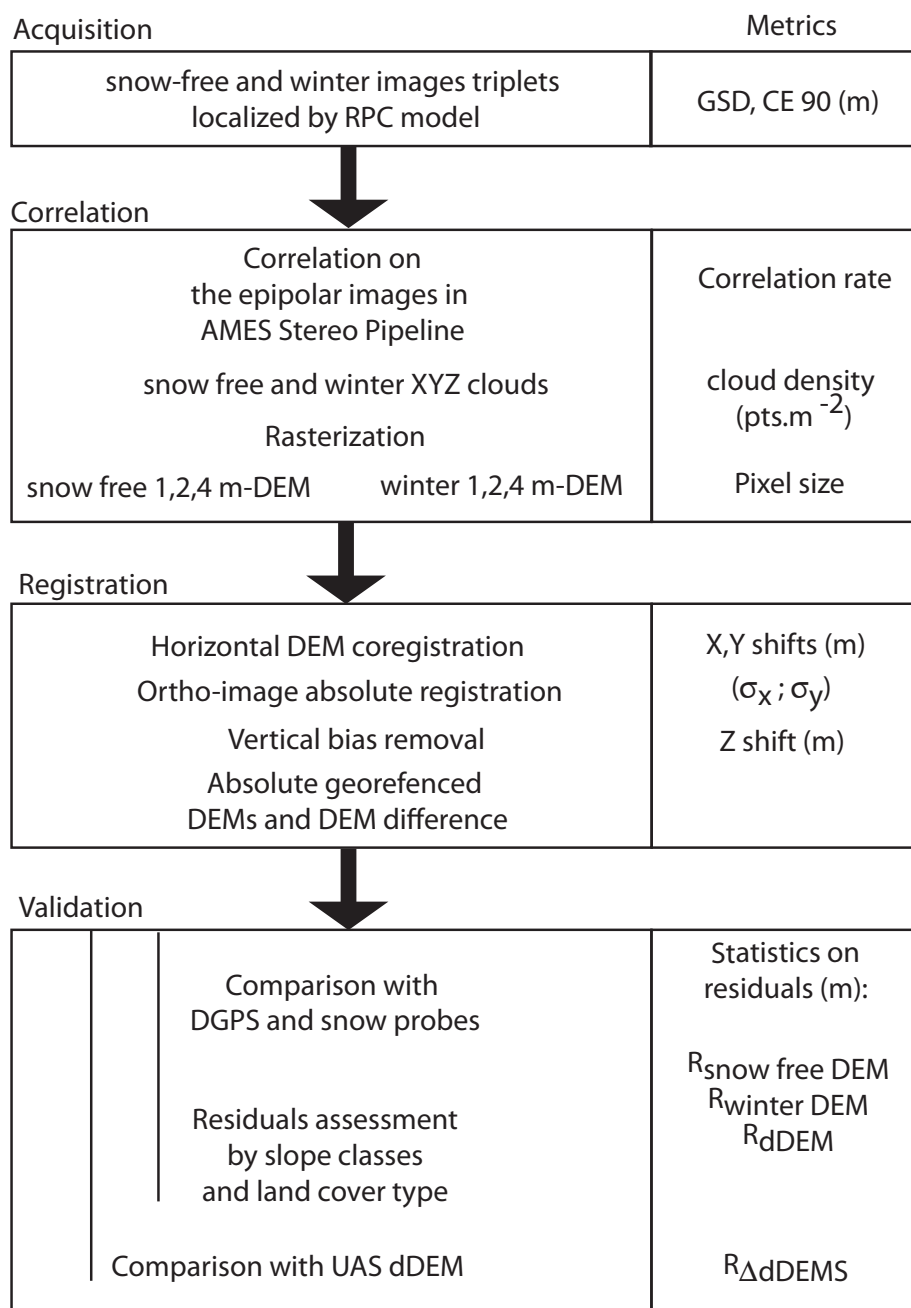 Acquisition
Metrics
snow-free and winter images triplets
localized by RPC model
GSD, CE 90 (m)
Correlation
Correlation on
the epipolar images in
AMES Stereo Pipeline
Correlation rate
snow free and winter XYZ clouds
cloud density
(pts.m -2)
Rasterization
snow free 1,2,4 m-DEM
winter 1,2,4 m-DEM
Pixel size
Registration
Horizontal DEM coregistration
X,Y shifts (m)
Ortho-image absolute registration
(σx ; σy)
Vertical bias removal
Z shift (m)
Absolute georefenced
DEMs and DEM difference
Validation
Comparison with
DGPS and snow probes
Statistics on
residuals (m):
Rsnow free DEM
Rwinter DEM
RdDEM
Residuals assessment
by slope classes
and land cover type
Comparison with UAS dDEM
RΔdDEMS